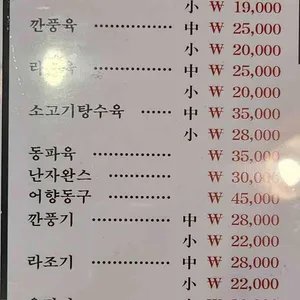 小 ₩ 19,000
깐풍육 中 ₩ 25,000
小 ₩ 20,000
中 ₩ 25,000
小 ₩ 20,000
소고기탕수육 ...... 中 ₩ 35,000
小 ₩ 28,000
동파육 ............... ₩ 35,000
난자완스 ............ ₩ 30,000
어향동구 ............ ₩ 45,000
깐풍기 ............... 中 ₩ 28,000
小 ₩ 22,000
라조기 ............... 中 ₩ 28,000
小 ₩ 22,000